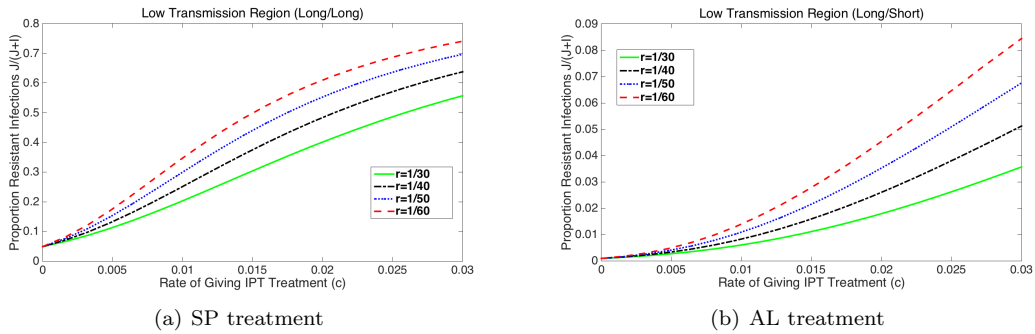 Low Transmission Region (Long/Long)
Proportion Resistant Infections J/(J+I)
0.8
0.7
0.6
0.5
0.4
0.3
0.2
0.1
0
r=1/30
r=1/40
r=1/50
r=1/60
0 0.005 0.01 0.015 0.02 0.025 0.03
Rate of Giving IPT Treatment (c)
(a) SP treatment
Low Transmission Region (Long/Short)
Proportion Resistant Infections J/(J+I)
0.09
0.08
0.07
0.06
0.05
0.04
0.03
0.02
0.01
0
r=1/30
r=1/40
r=1/50
r=1/60
0 0.005 0.01 0.015 0.02 0.025 0.03
Rate of Giving IPT Treatment (c)
(b) AL treatment